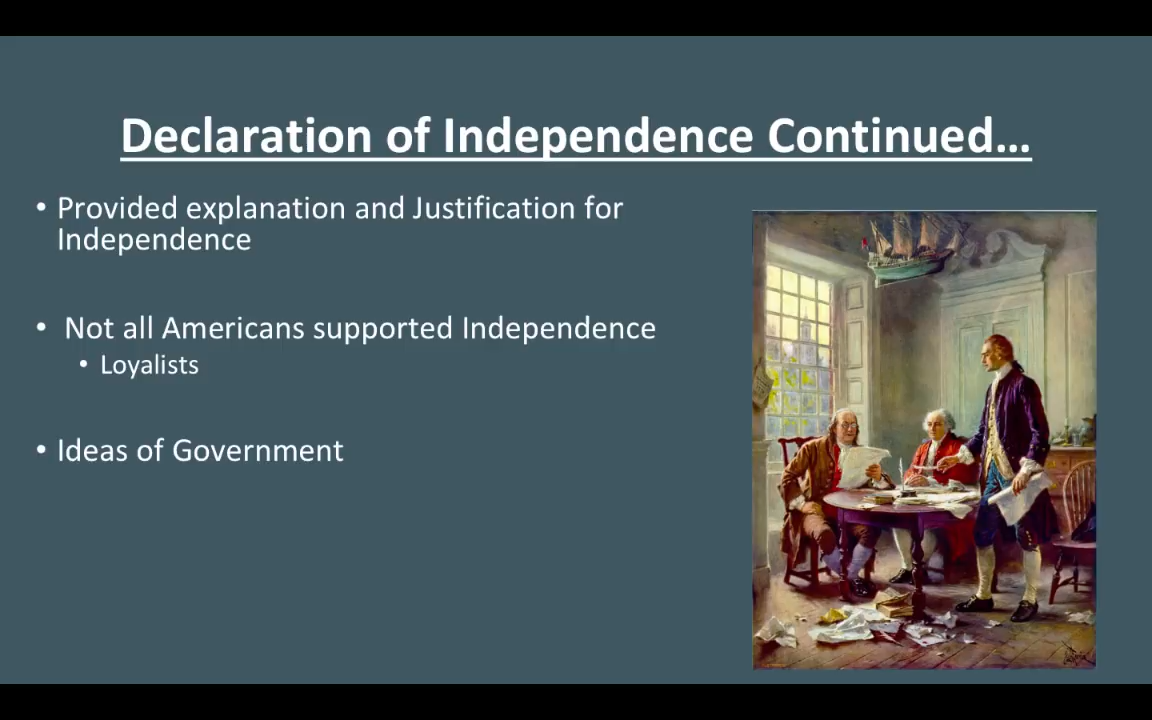 Declaration of Independence Continued...
• Provided explanation and Justification for
Independence
• Not all Americans supported Independence
• Loyalists
• Ideas of Government